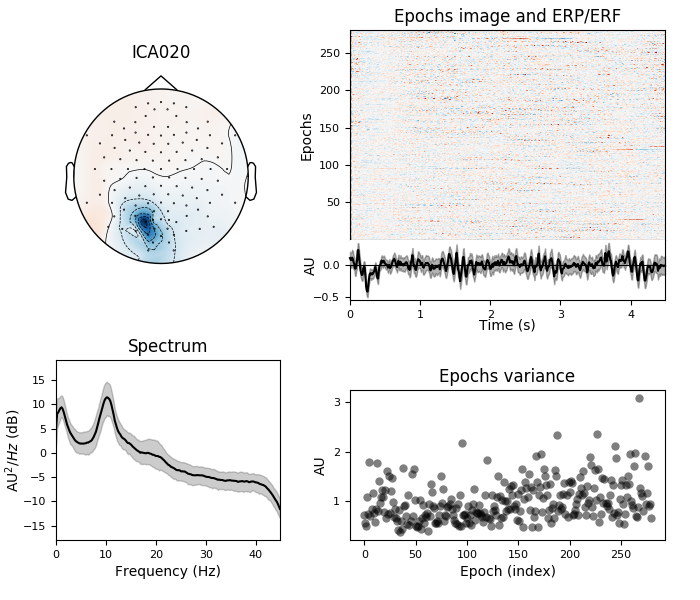 ICA020
Epochs image and ERP/ERF
Epochs
250
200
150
100
50
AU
0.0
−0.5
0 1 2 3 4
Time (s)
Spectrum
AU²/Hz (dB)
15
10
5
0
−5
−10
−15
0 10 20 30 40
Frequency (Hz)
Epochs variance
AU
3
2
1
0 50 100 150 200 250
Epoch (index)